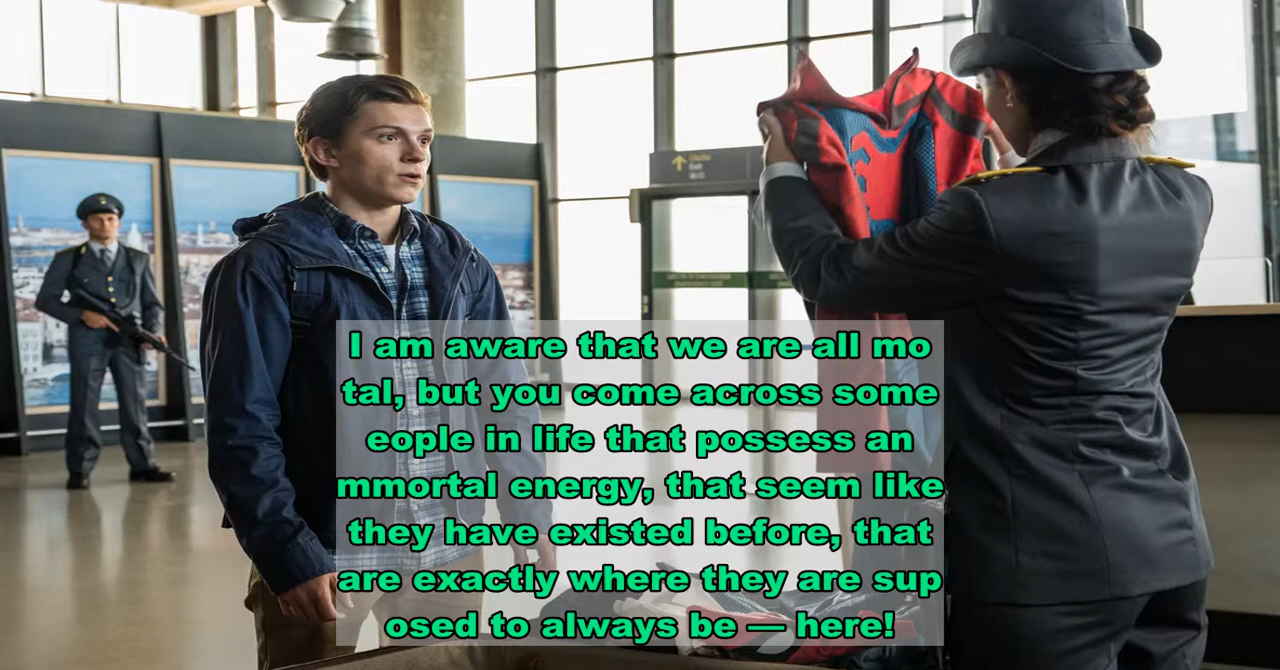 I am aware that we are all mo
tal, but you come across some
eople in life that possess an
mmortal energy, that seem like
they have existed before, that
are exactly where they are sup
osed to always be — here!